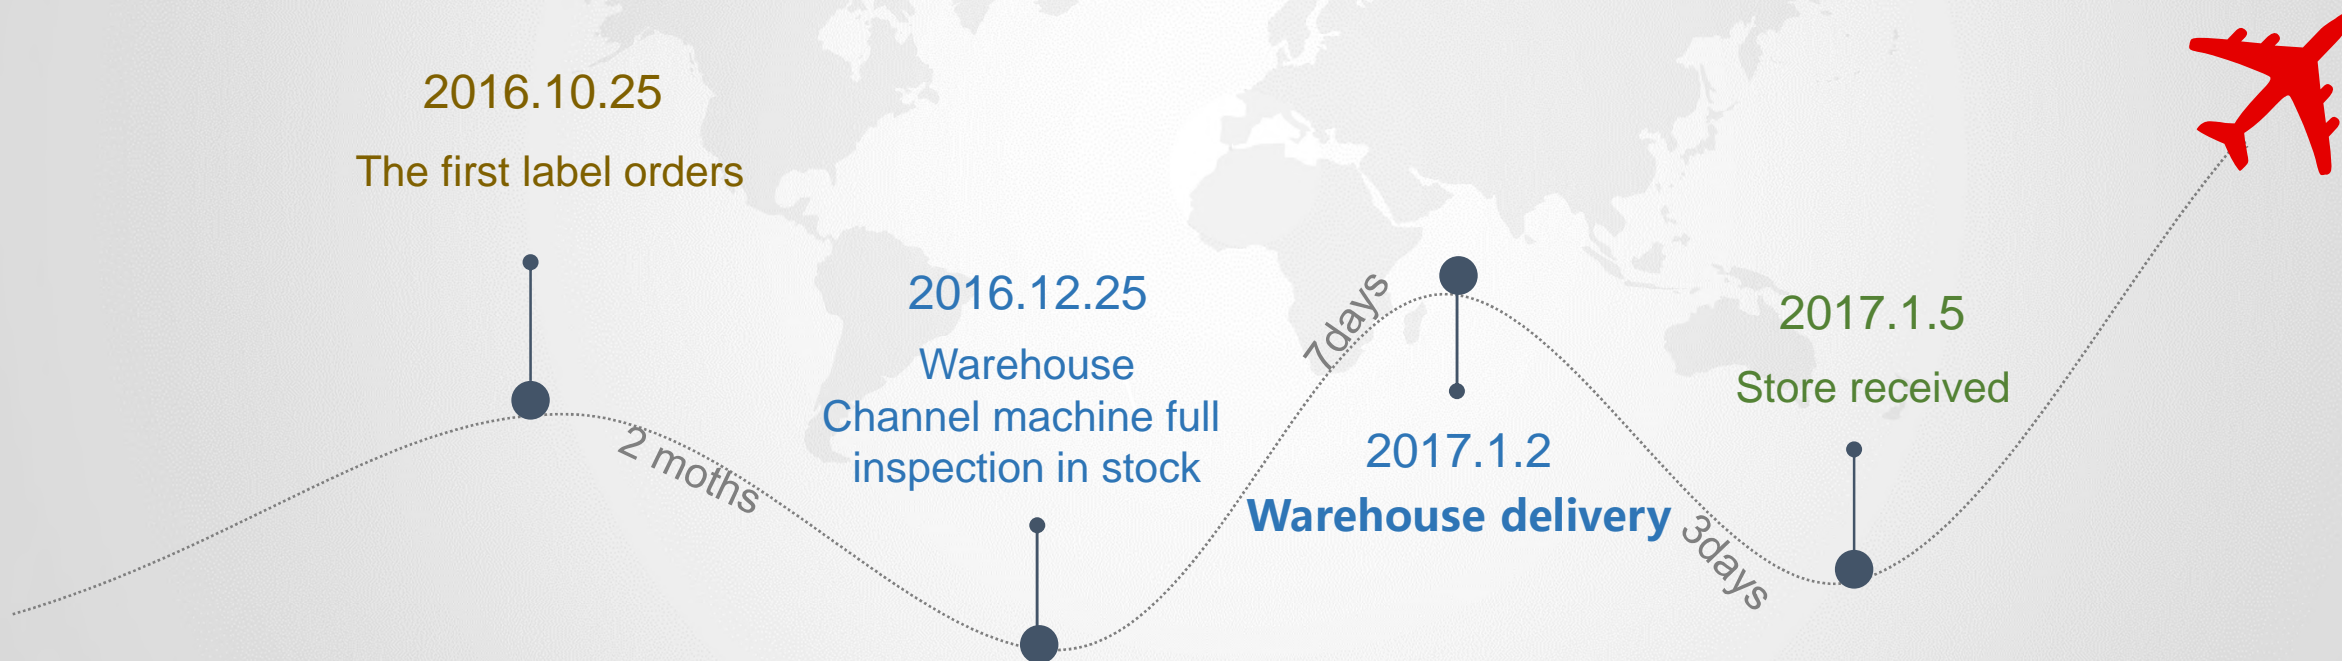 2016.10.25
The first label orders
2 moths
2016.12.25
Warehouse
Channel machine full
inspection in stock
7days
2017.1.2
Warehouse delivery
3days
2017.1.5
Store received